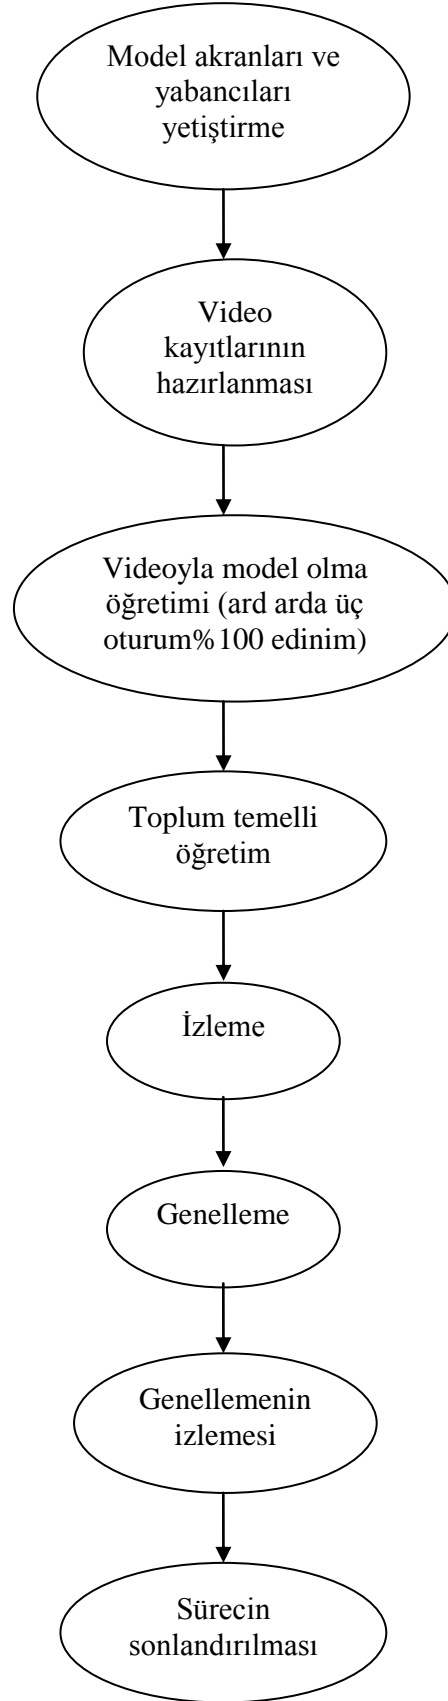 Model akranları ve
yabancıları
yetiştirme
Video
kayıtlarının
hazırlanması
Videoyla model olma
öğretimi (ard arda üç
oturum%100 edinim)
Toplum temelli
öğretim
İzleme
Genelleme
Genellemenin
izlemesi
Sürecin
sonlandırılması